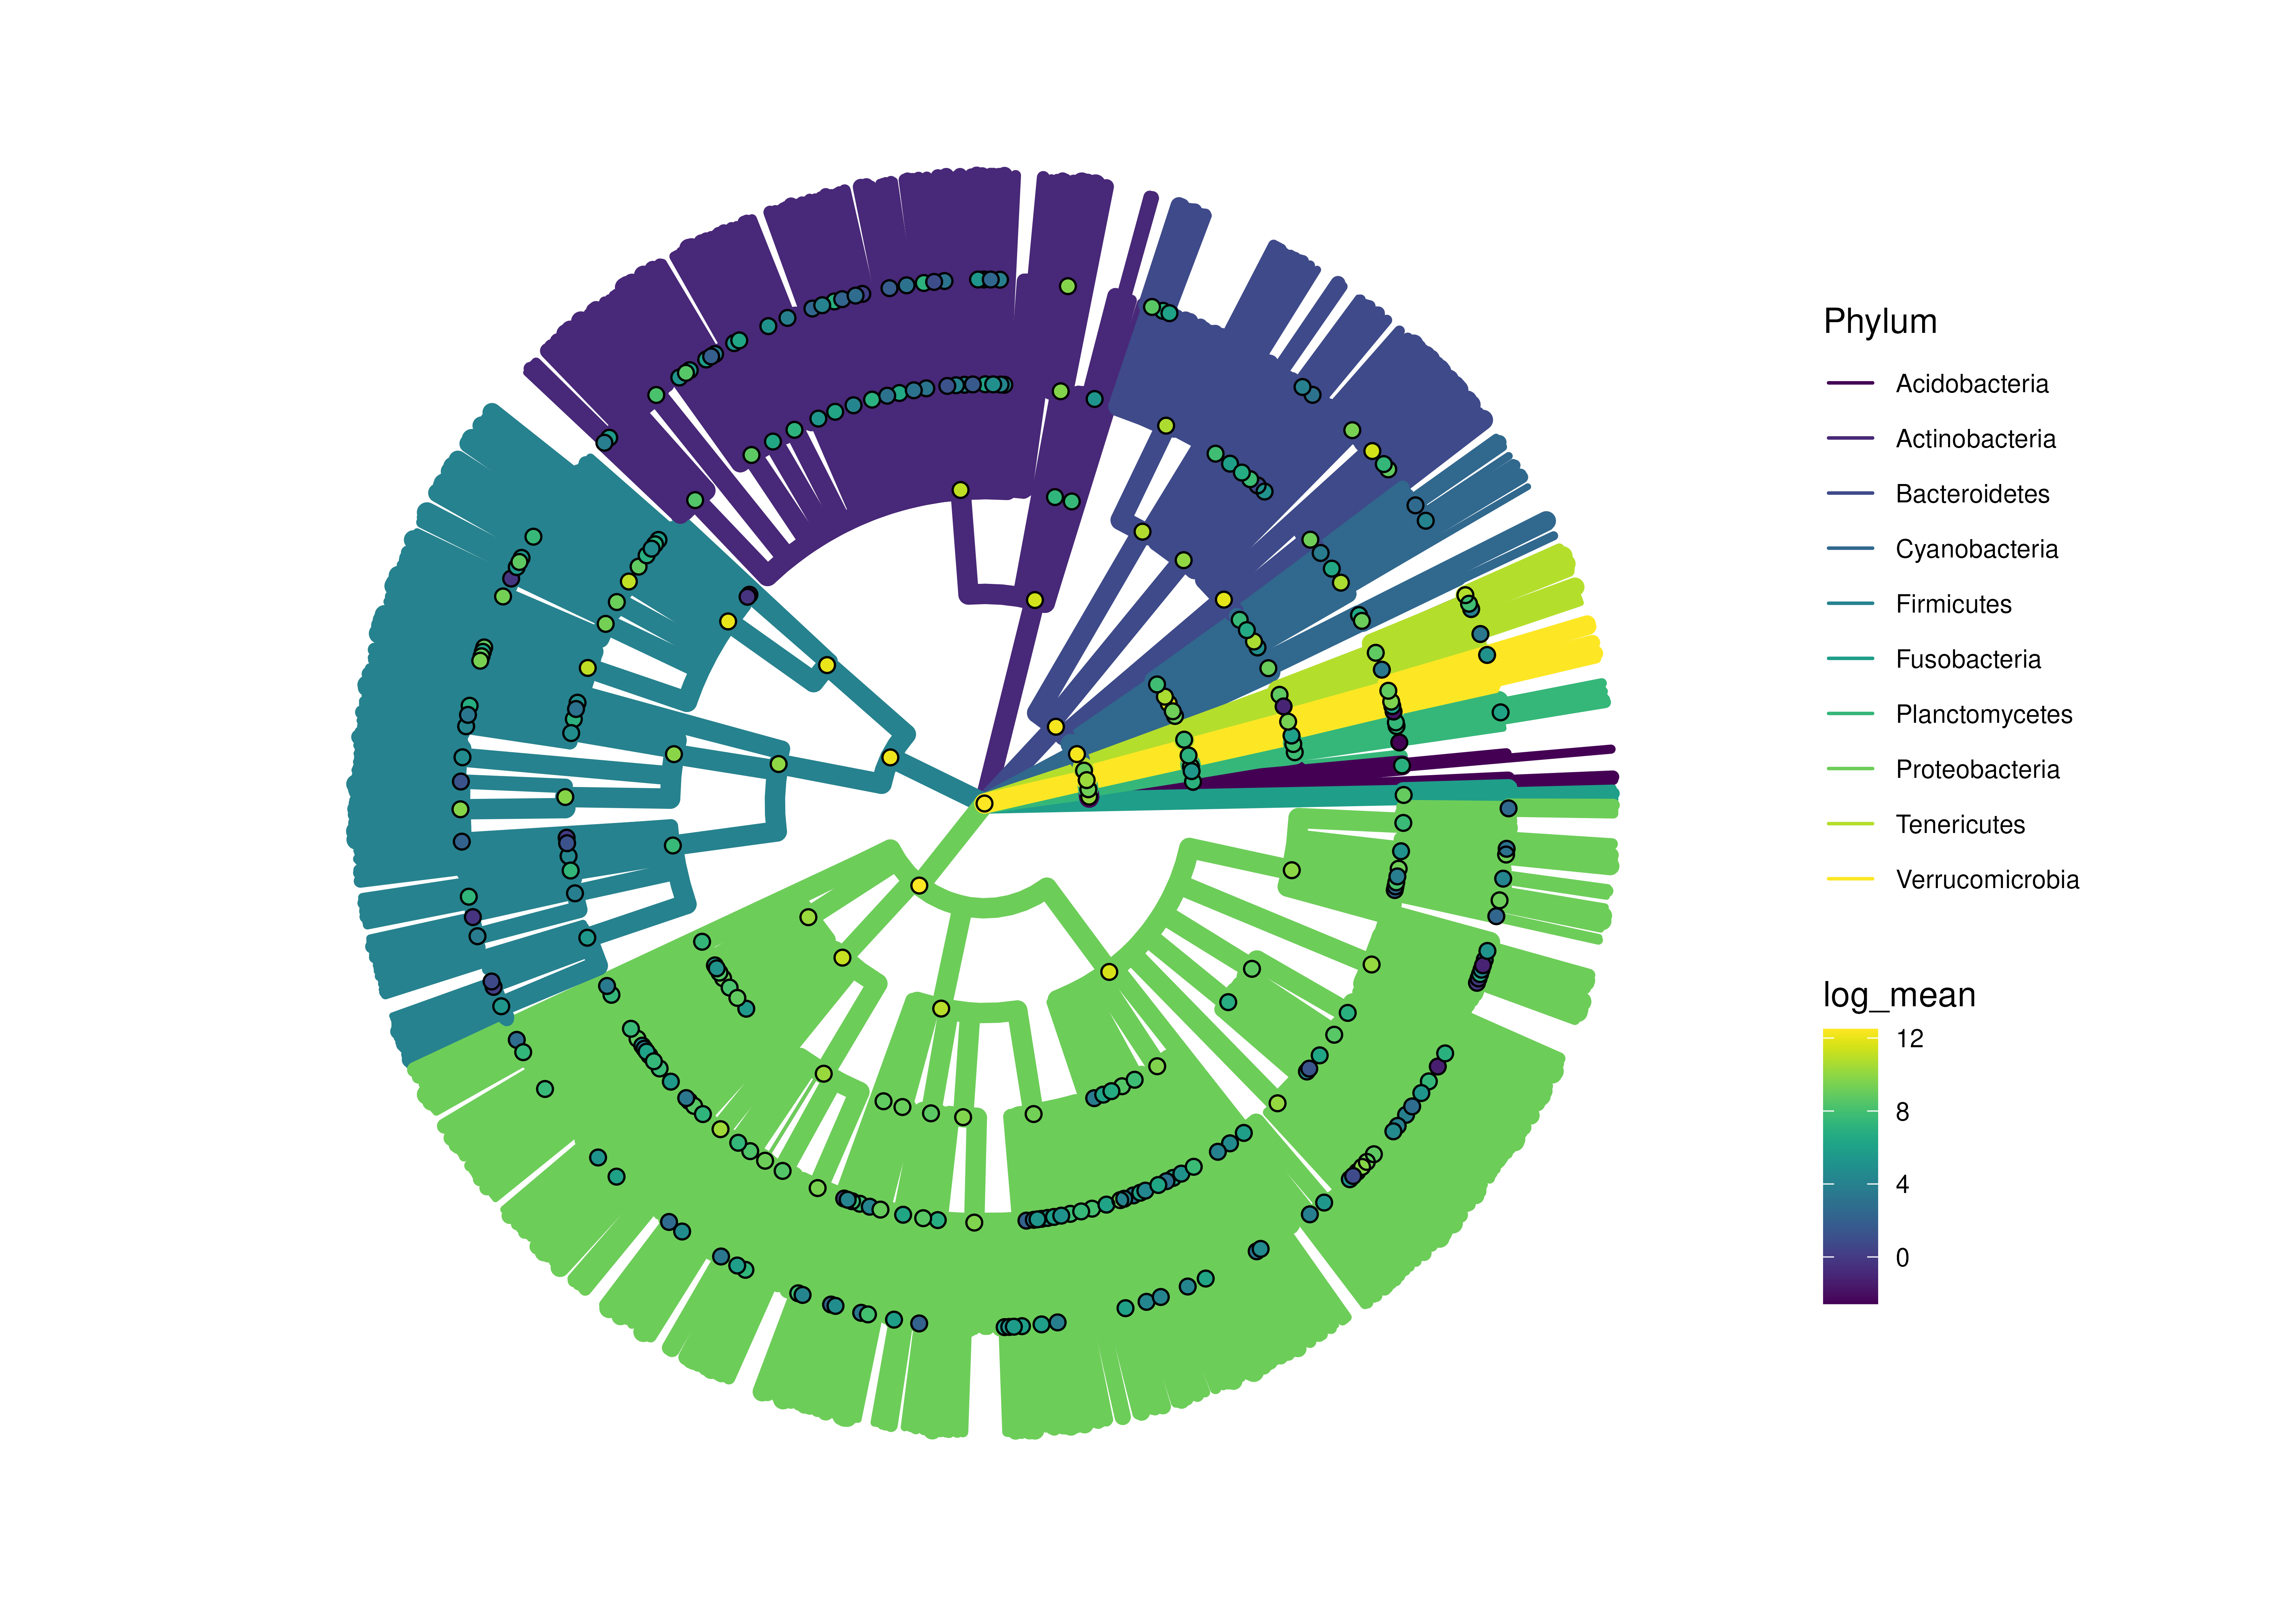 Phylum
Acidobacteria
Actinobacteria
Bacteroidetes
Cyanobacteria
Firmicutes
Fusobacteria
Planctomycetes
Proteobacteria
Tenericutes
Verrucomicrobia
log_mean
12
8
4
0